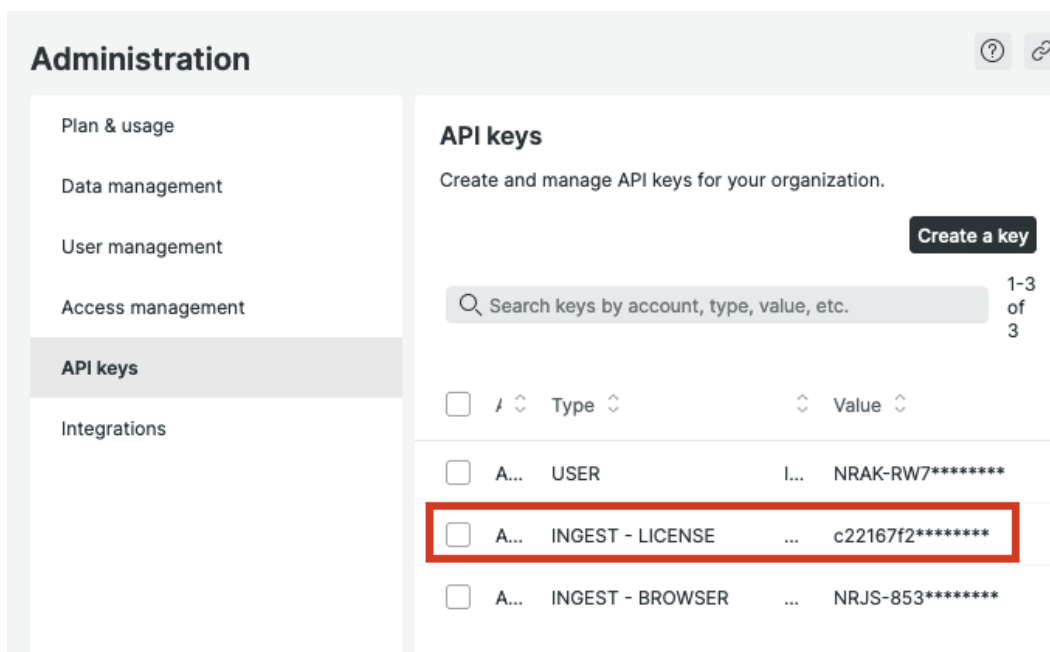 Administration
Plan & usage
Data management
User management
Access management
API keys
Integrations
API keys
Create and manage API keys for your organization.
Create a key
Search keys by account, type, value, etc.
1-3
of
3
Type Value
A... USER I... NRAK-RW7********
A... INGEST - LICENSE ... c22167f2********
A... INGEST - BROWSER ... NRJS-853********